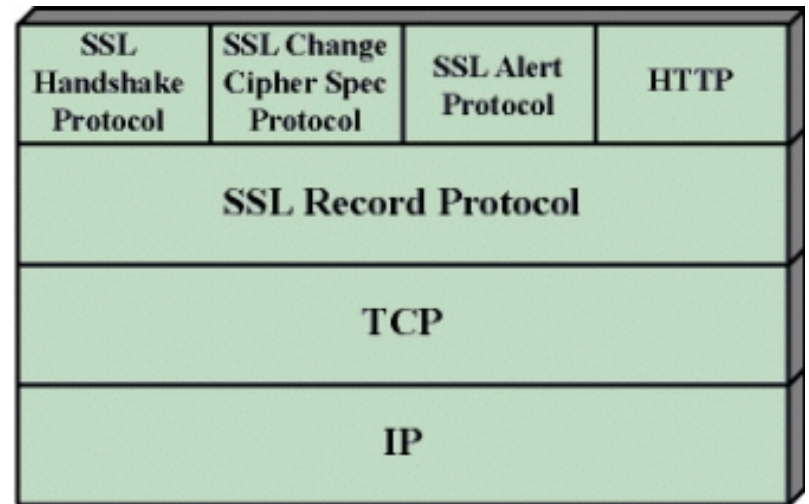 SSL
Handshake
Protocol
SSL Change
Cipher Spec
Protocol
SSL Alert
Protocol
HTTP
SSL Record Protocol
TCP
IP